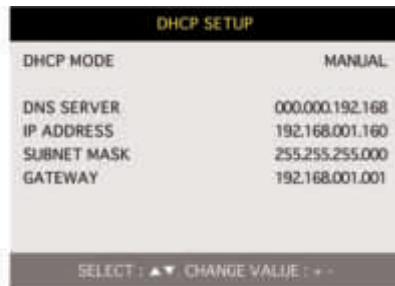 DHCP SETUP
DHCP MODE MANUAL
DNS SERVER 000.000.192.168
IP ADDRESS 192.168.001.160
SUBNET MASK 255.255.255.000
GATEWAY 192.168.001.001
SELECT : ▲▼ CHANGE VALUE : + -